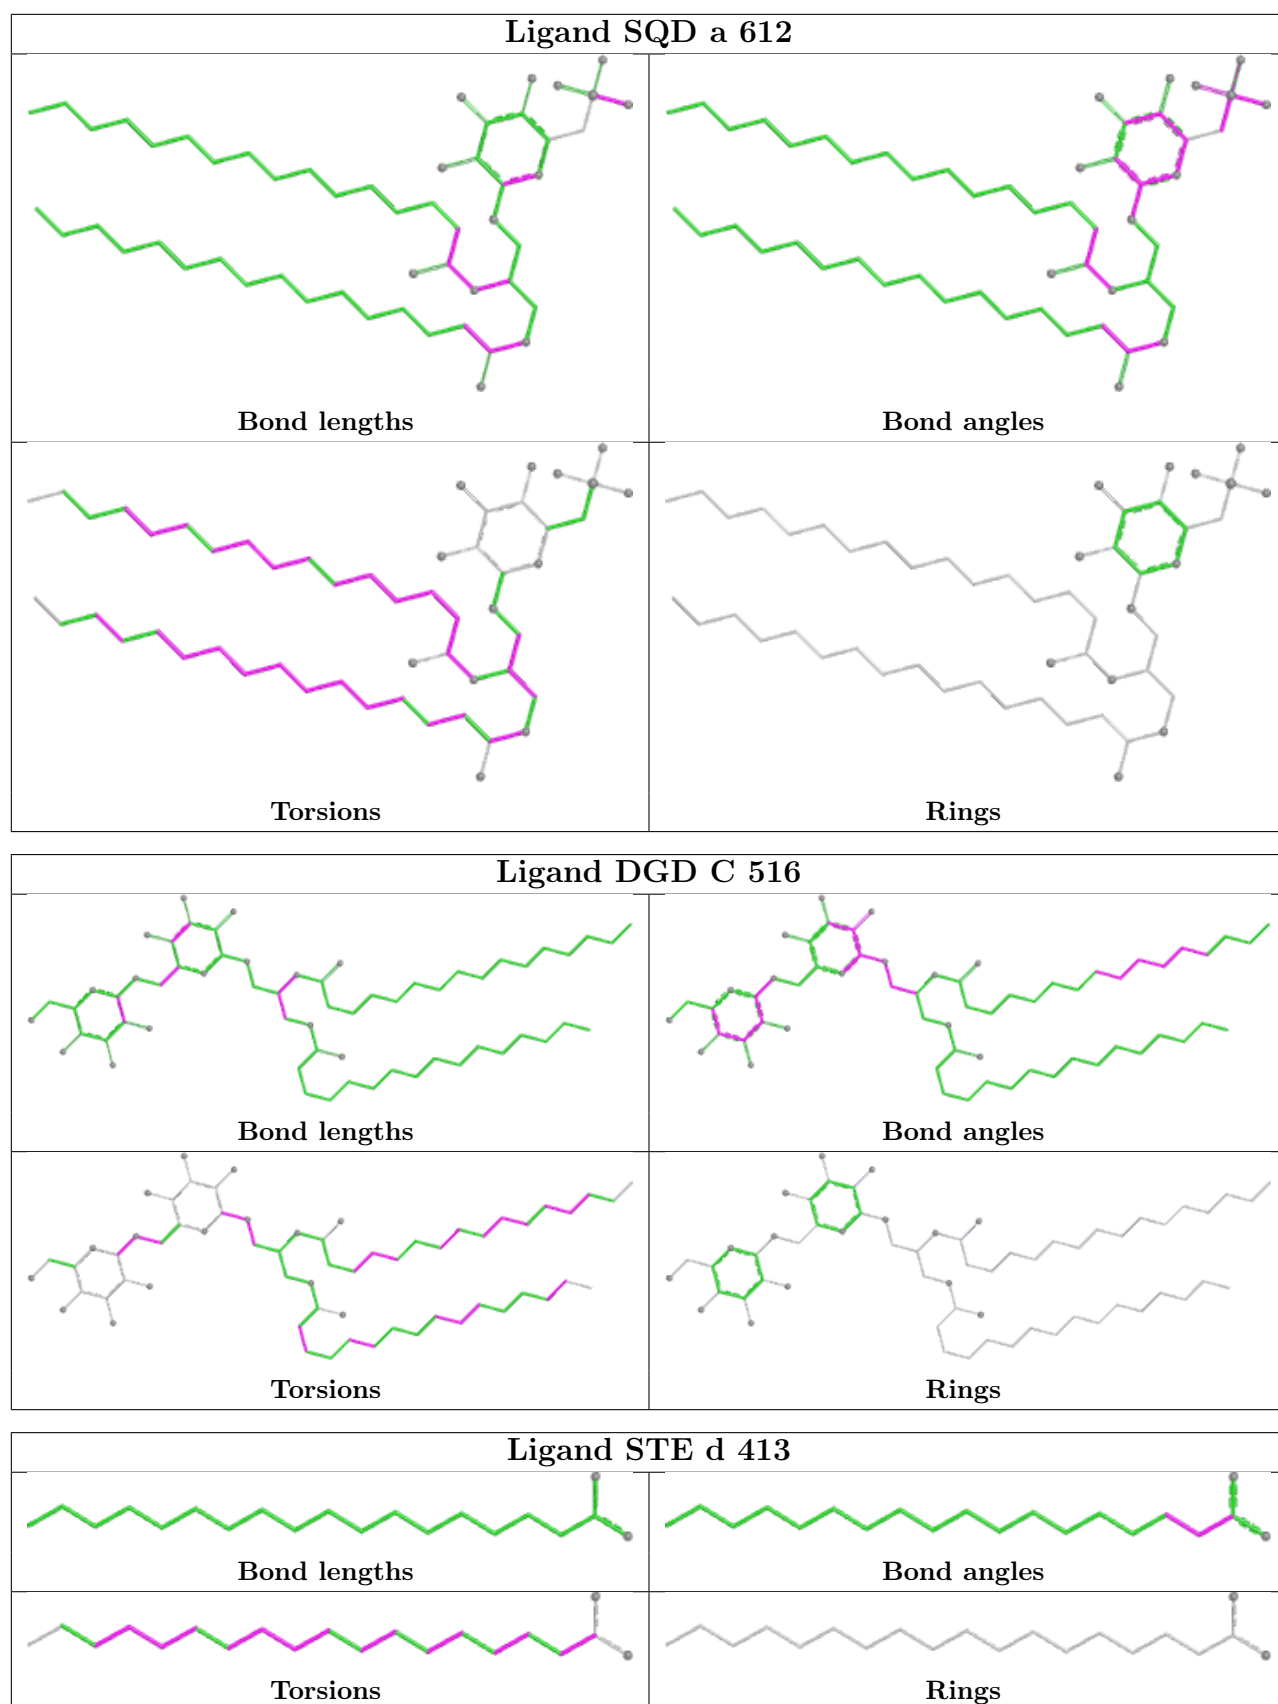 Ligand SQD a 612
Bond lengths
Bond angles
Torsions
Rings
Ligand DGD C 516
Bond lengths
Bond angles
Torsions
Rings
Ligand STE d 413
Bond lengths
Bond angles
Torsions
Rings